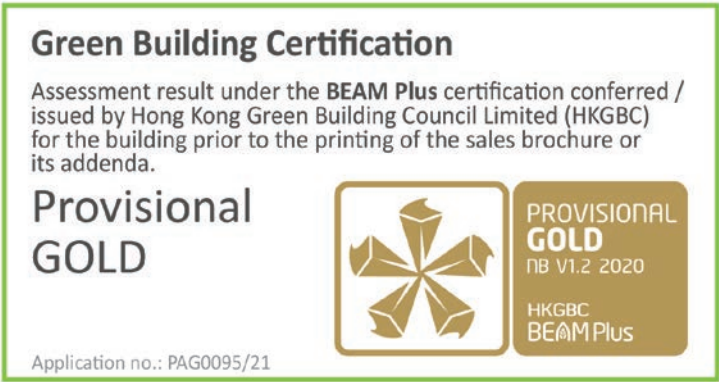 Green Building Certification
Assessment result under the BEAM Plus certification conferred /
issued by Hong Kong Green Building Council Limited (HKGBC)
for the building prior to the printing of the sales brochure or
its addenda.
Provisional
GOLD
PROVISIONAL
GOLD
NB V1.2 2020
HKGBC
BEAM Plus
Application no.: PAG0095/21